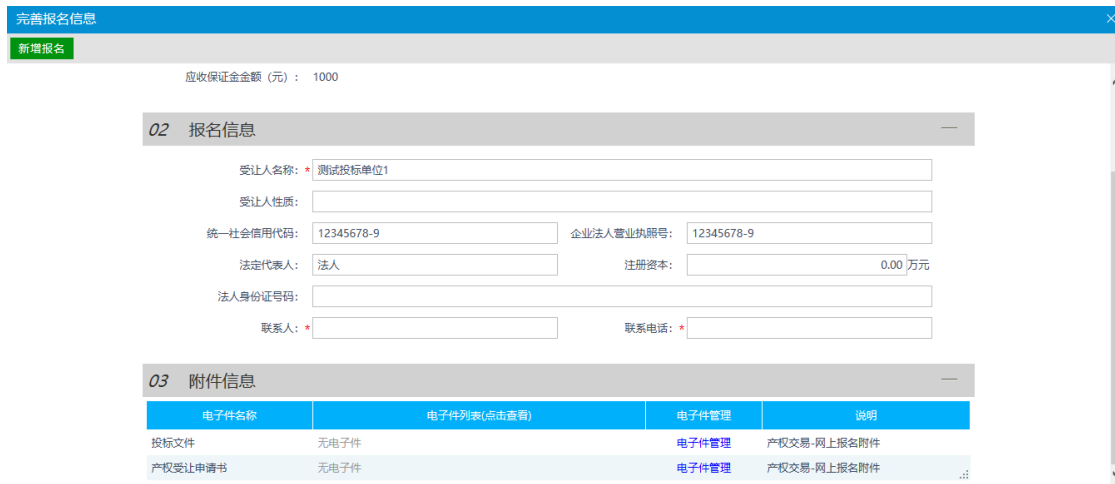 完善报名信息
新增报名
应收保证金金额（元）： 1000
02 报名信息
受让人名称：* 测试投标单位1
受让人性质：
统一社会信用代码： 12345678-9 企业法人营业执照号： 12345678-9
法定代表人： 法人 注册资本： 0.00 万元
法人身份证号码：
联系人：* 联系电话：*
03 附件信息
电子件名称 电子件列表(点击查看) 电子件管理 说明
投标文件 无电子件 电子件管理 产权交易-网上报名附件
产权受让申请书 无电子件 电子件管理 产权交易-网上报名附件